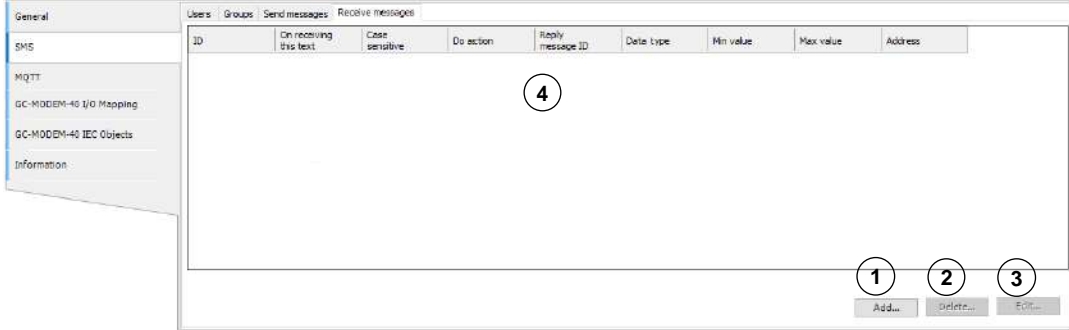 General
SMS
MQTT
GC-MODEM-40 I/O Mapping
GC-MODEM-40 IEC Objects
Information
Users Groups Send messages Receive messages
ID On receiving this text Case sensitive Do action Reply message ID Data type Min value Max value Address
4
1 2 3
Add... Delete... Edit...